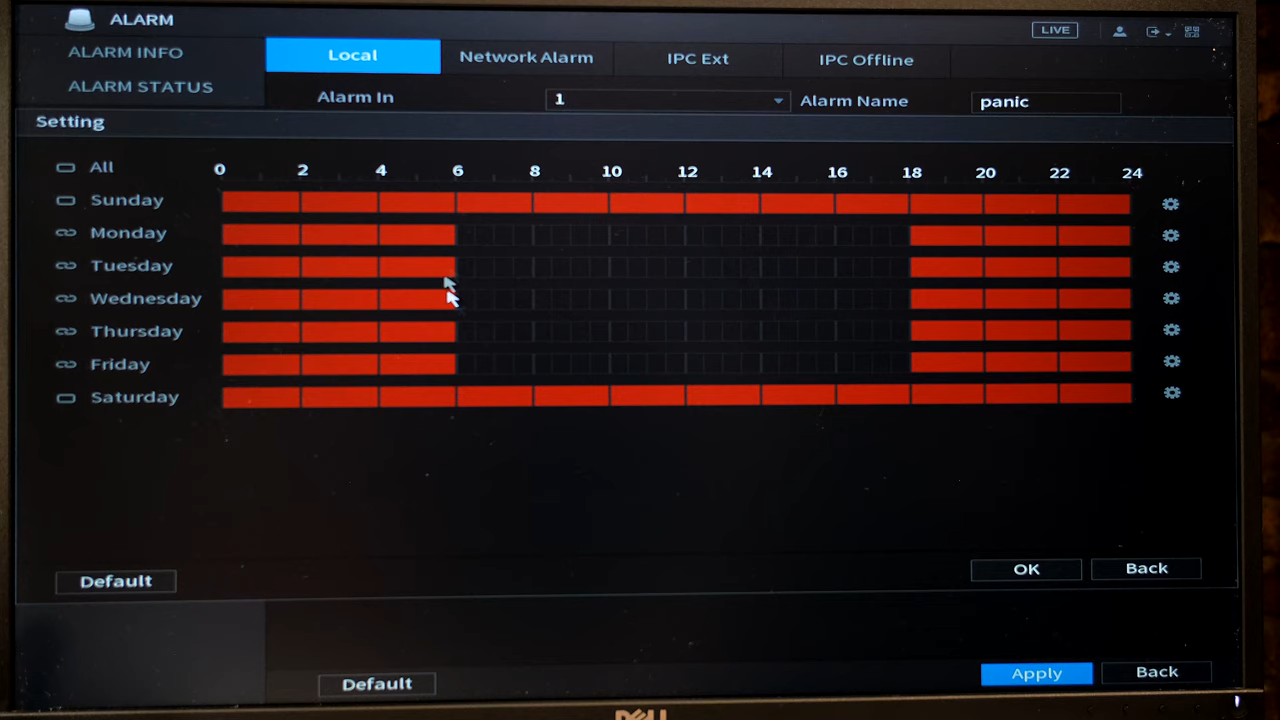 ALARM
LIVE
ALARM INFO
ALARM STATUS
Local Network Alarm IPC Ext IPC Offline
Alarm In 1 Alarm Name panic
Setting
All 0 2 4 6 8 10 12 14 16 18 20 22 24
Sunday
Monday
Tuesday
Wednesday
Thursday
Friday
Saturday
Default OK Back
Default Apply Back
DELL